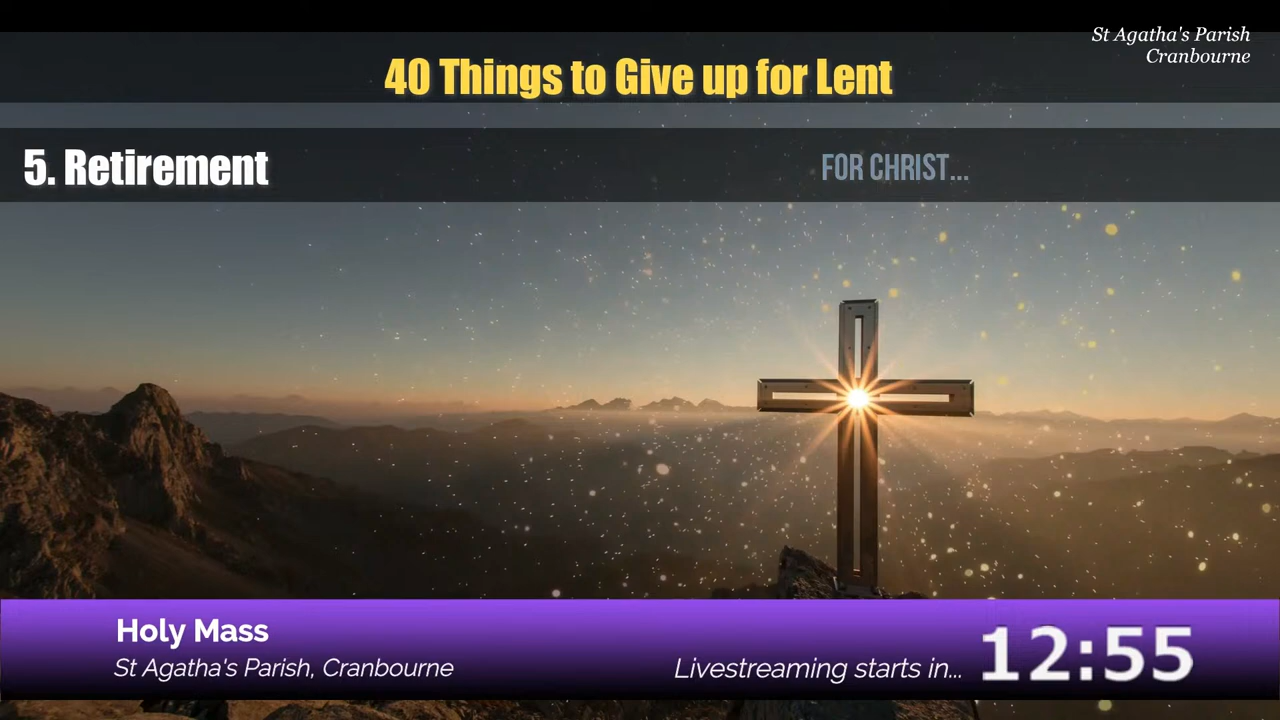 St Agatha's Parish
Cranbourne
40 Things to Give up for Lent
5. Retirement
FOR CHRIST...
Holy Mass
St Agatha's Parish, Cranbourne
Livestreaming starts in...
12:55